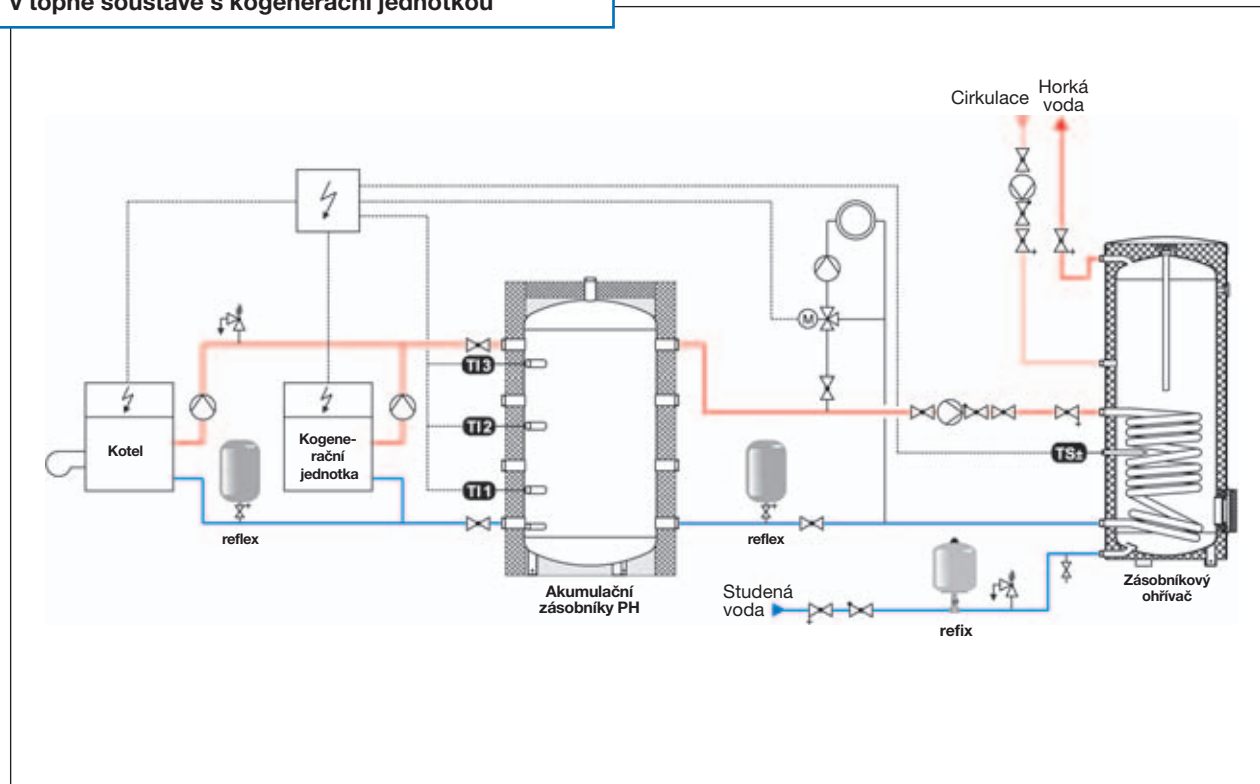 v topné soustavě s kogenerační jednotkou
Cirkulace
Horká
voda
TI3
Kotel
Kogene-
rační
jednotka
TI2
TS±
TI1
reflex
reflex
Akumulační
zásobníky PH
Studená
voda
Zásobníkový
ohřívač
refix
M